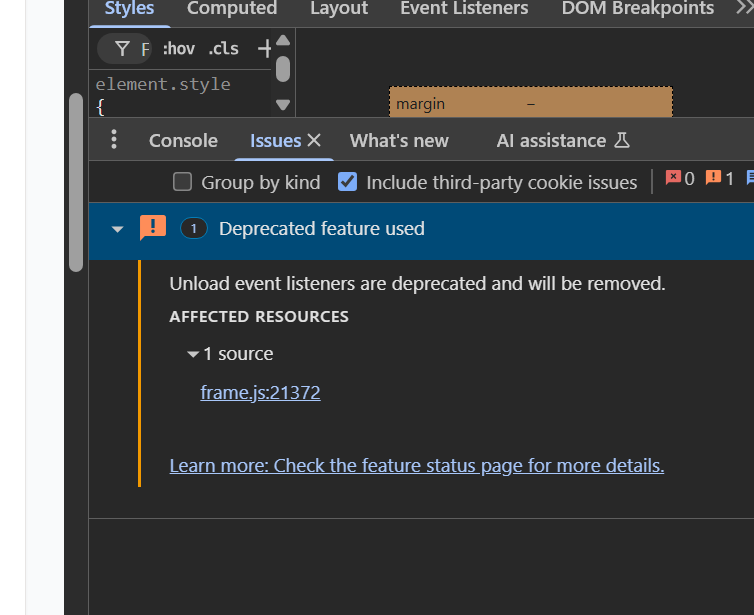 Styles Computed Layout Event Listeners DOM Breakpoints
F :hov .cls
element.style
{
margin –
Console Issues What's new AI assistance
Group by kind Include third-party cookie issues 0 1
1 Deprecated feature used
Unload event listeners are deprecated and will be removed.
AFFECTED RESOURCES
1 source
frame.js:21372
Learn more: Check the feature status page for more details.